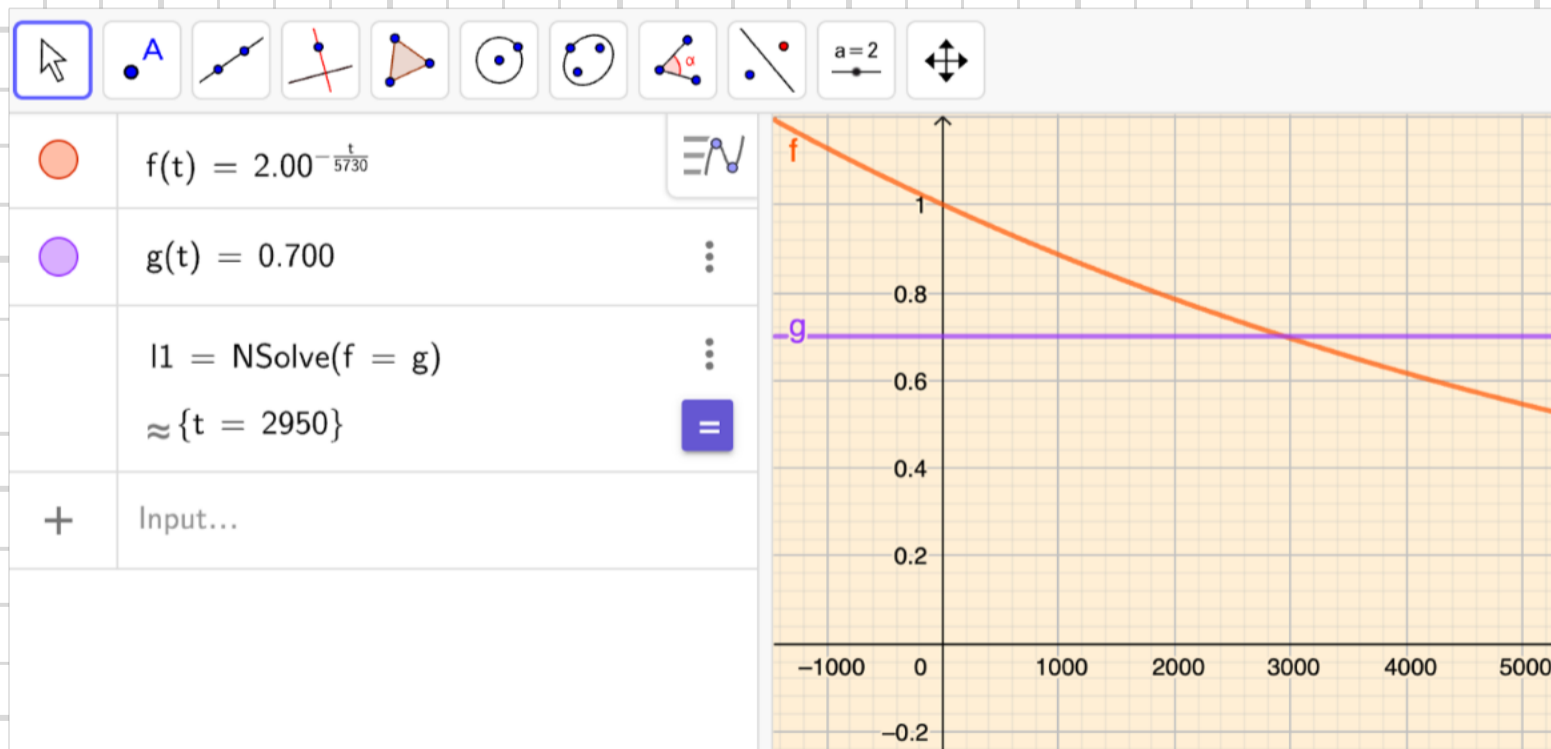 A
α
a = 2
f(t) = 2.00^(−t/5730)
g(t) = 0.700
l1 = NSolve(f = g)
≈ {t = 2950}
=
+ Input…
f
g
1
0.8
0.6
0.4
0.2
−0.2
−1000 0 1000 2000 3000 4000 5000